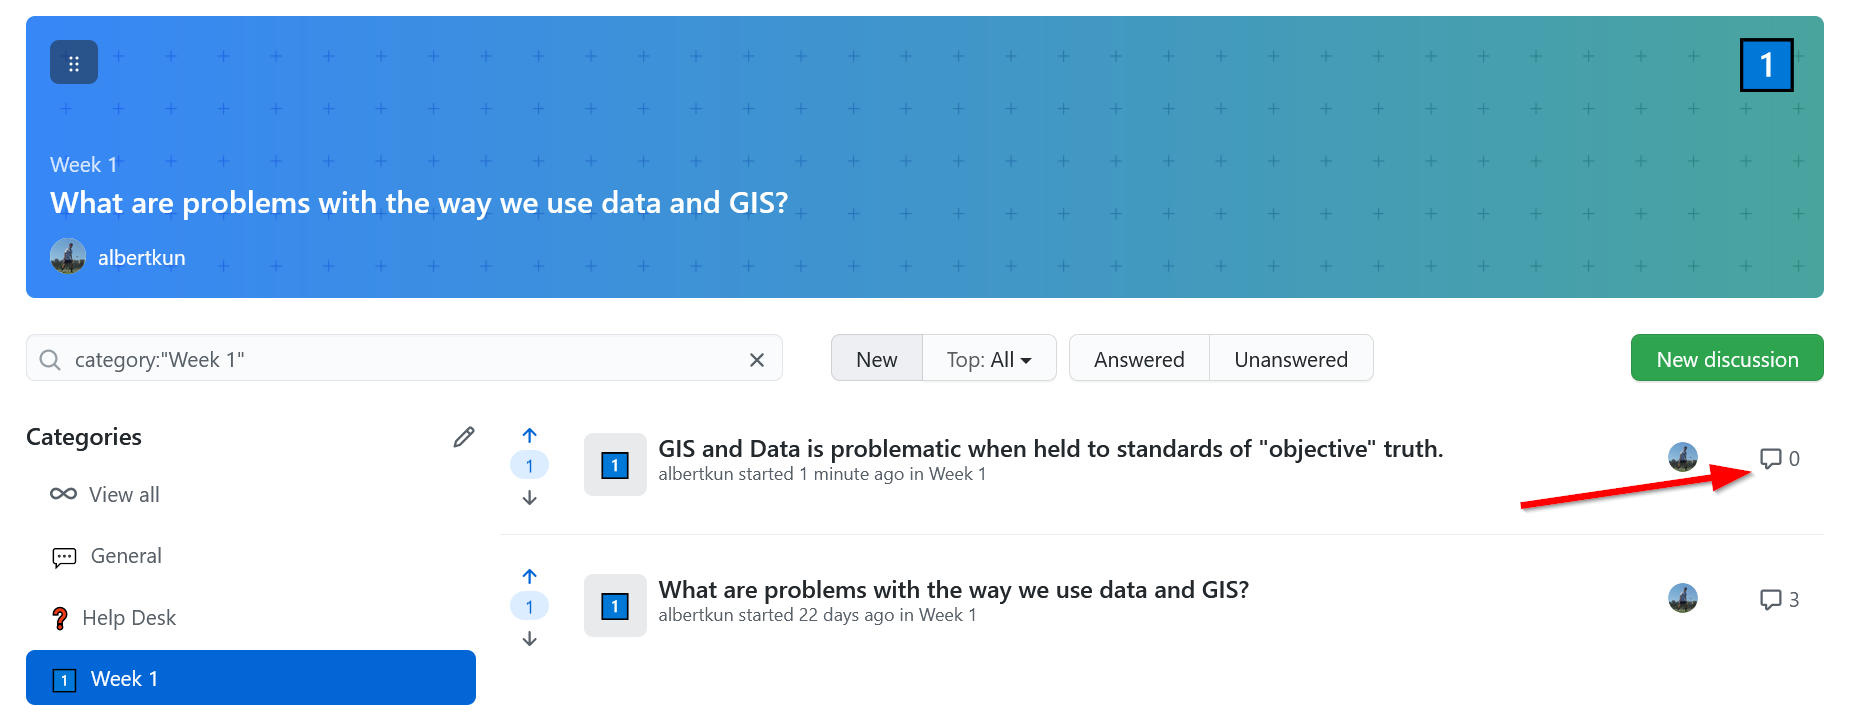 1
Week 1
What are problems with the way we use data and GIS?
albertkun
category:"Week 1"
New
Top: All
Answered
Unanswered
New discussion
Categories
View all
General
Help Desk
1 Week 1
1
1
GIS and Data is problematic when held to standards of "objective" truth.
albertkun started 1 minute ago in Week 1
0
1
1
What are problems with the way we use data and GIS?
albertkun started 22 days ago in Week 1
3